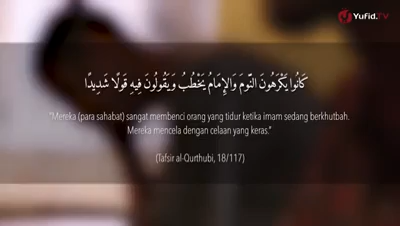 Yufid.TV
كَانُوا يَكْرَهُونَ النَّوْمَ وَالإِمَامُ يَخْطُبُ وَيَقُولُونَ فِيهِ قَوْلًا شَدِيدًا
"Mereka (para sahabat) sangat membenci orang yang tidur ketika imam sedang berkhutbah.
Mereka mencela dengan celaan yang keras."
(Tafsir al-Qurthubi, 18/117)